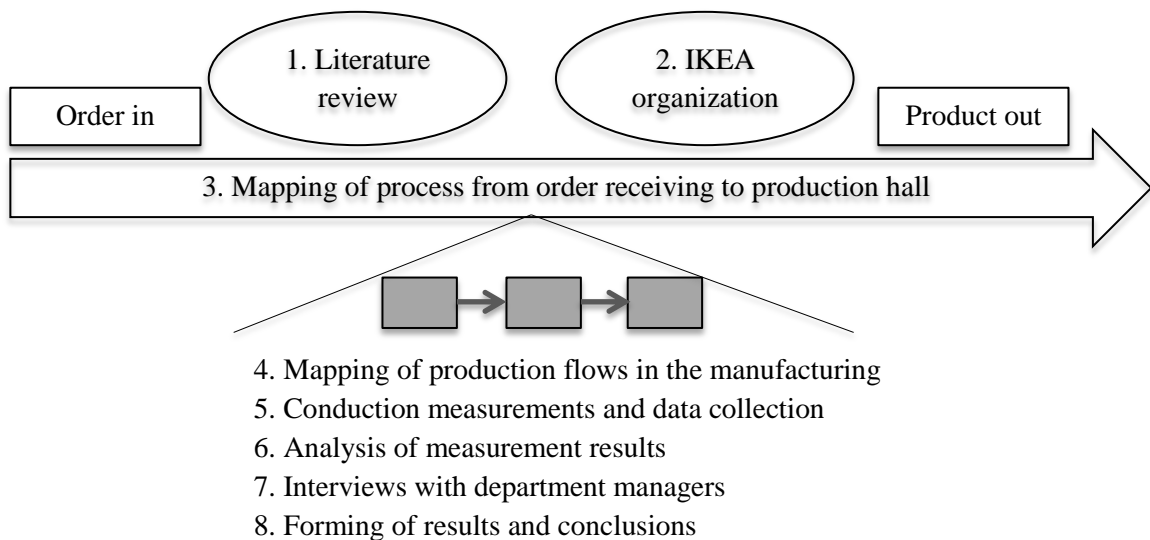 1. Literature
review
2. IKEA
organization
Order in
Product out
3. Mapping of process from order receiving to production hall
4. Mapping of production flows in the manufacturing
5. Conduction measurements and data collection
6. Analysis of measurement results
7. Interviews with department managers
8. Forming of results and conclusions